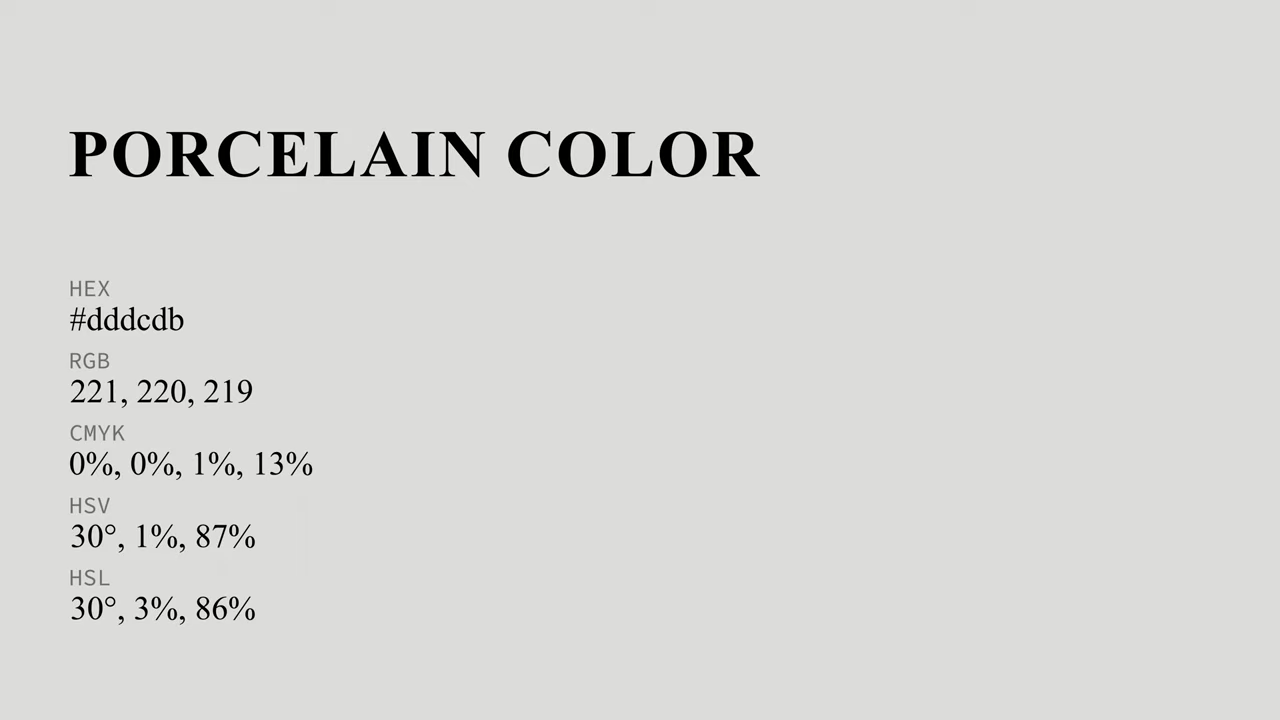 PORCELAIN COLOR
HEX
#dddcdb
RGB
221, 220, 219
CMYK
0%, 0%, 1%, 13%
HSV
30°, 1%, 87%
HSL
30°, 3%, 86%